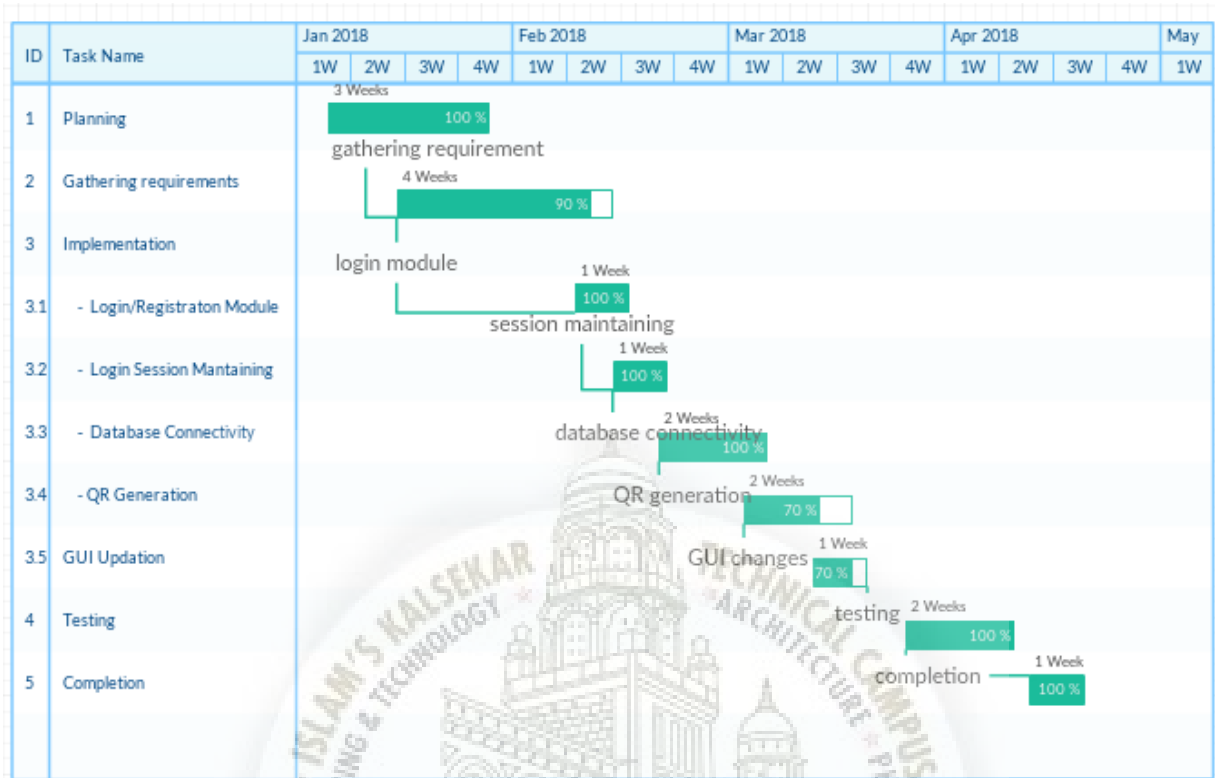 ID Task Name Jan 2018 Feb 2018 Mar 2018 Apr 2018 May
1W 2W 3W 4W 1W 2W 3W 4W 1W 2W 3W 4W 1W 2W 3W 4W 1W
3 Weeks
1 Planning 100 %
gathering requirement
4 Weeks
2 Gathering requirements 90 %
3 Implementation
login module
1 Week
3.1 - Login/Registraton Module 100 %
session maintaining
1 Week
3.2 - Login Session Mantaining 100 %
2 Weeks
3.3 - Database Connectivity database connectivity 100 %
2 Weeks
3.4 - QR Generation QR generation 70 %
1 Week
3.5 GUI Updation GUI changes 70 %
2 Weeks
4 Testing testing 100 %
1 Week
5 Completion completion 100 %
ISLAM'S KALSEKAR TECHNICAL CAMPUS
& TECHNOLOGY ARCHITECTURE